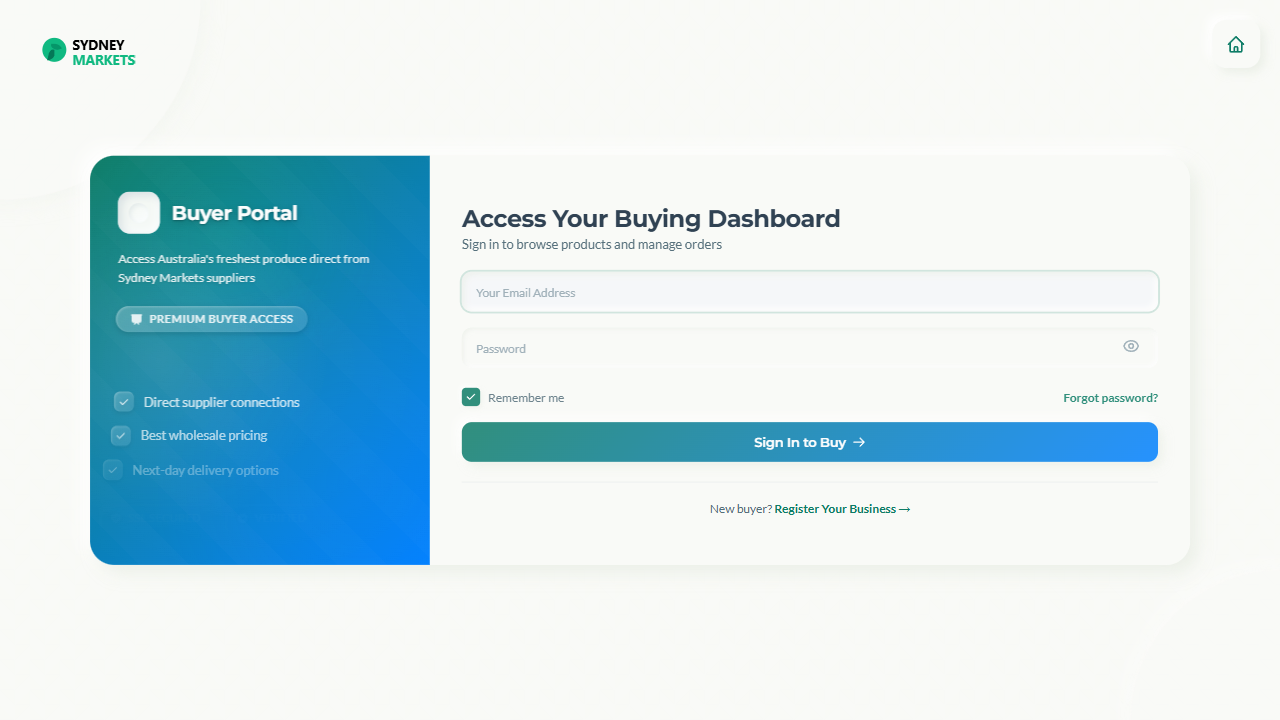 SYDNEY
MARKETS
Buyer Portal
Access Australia's freshest produce direct from
Sydney Markets suppliers
PREMIUM BUYER ACCESS
Direct supplier connections
Best wholesale pricing
Next-day delivery options
Access Your Buying Dashboard
Sign in to browse products and manage orders
Your Email Address
Password
Remember me
Forgot password?
Sign In to Buy →
New buyer? Register Your Business →